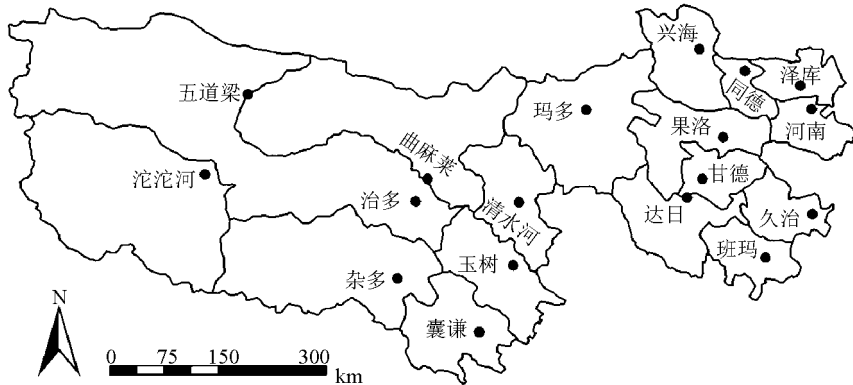 兴海
泽库
五道梁
同德
玛多
果洛
河南
曲麻莱
沱沱河
甘德
治多
清水河
达日
久治
玉树
班玛
杂多
囊谦
N
0 75 150 300
km